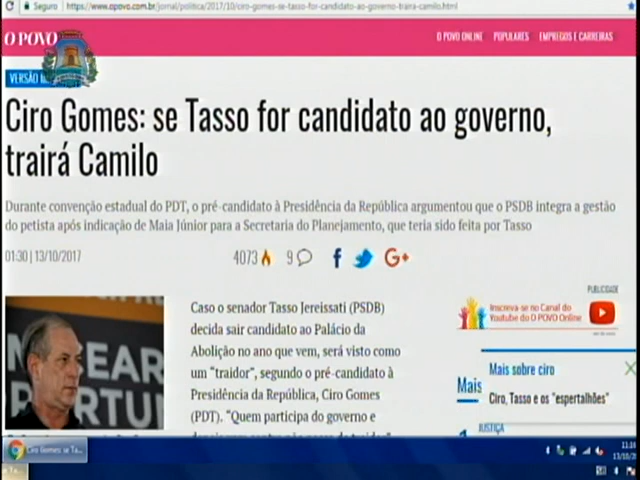 Seguro https://www.opovo.com.br/jornal/politica/2017/10/ciro-gomes-se-tasso-for-candidato-ao-governo-traira-camilo.html
O POVO
O POVO ONLINE POPULARES EMPREGOS E CARREIRAS
Ciro Gomes: se Tasso for candidato ao governo,
trairá Camilo
Durante convenção estadual do PDT, o pré-candidato à Presidência da República argumentou que o PSDB integra a gestão
do petista após indicação de Maia Júnior para a Secretaria do Planejamento, que teria sido feita por Tasso
01:30 | 13/10/2017
4073 9 f G+
PUBLICIDADE
Caso o senador Tasso Jereissati (PSDB)
decida sair candidato ao Palácio da
Abolição no ano que vem, será visto como
um "traidor", segundo o pré-candidato à
Presidência da República, Ciro Gomes
(PDT). "Quem participa do governo e
Inscreva-se no Canal do
Youtube do O POVO Online
Mais
Mais sobre ciro
Ciro, Tasso e os "espertalhões"
JUSTIÇA
Ciro Gomes: se Ta...